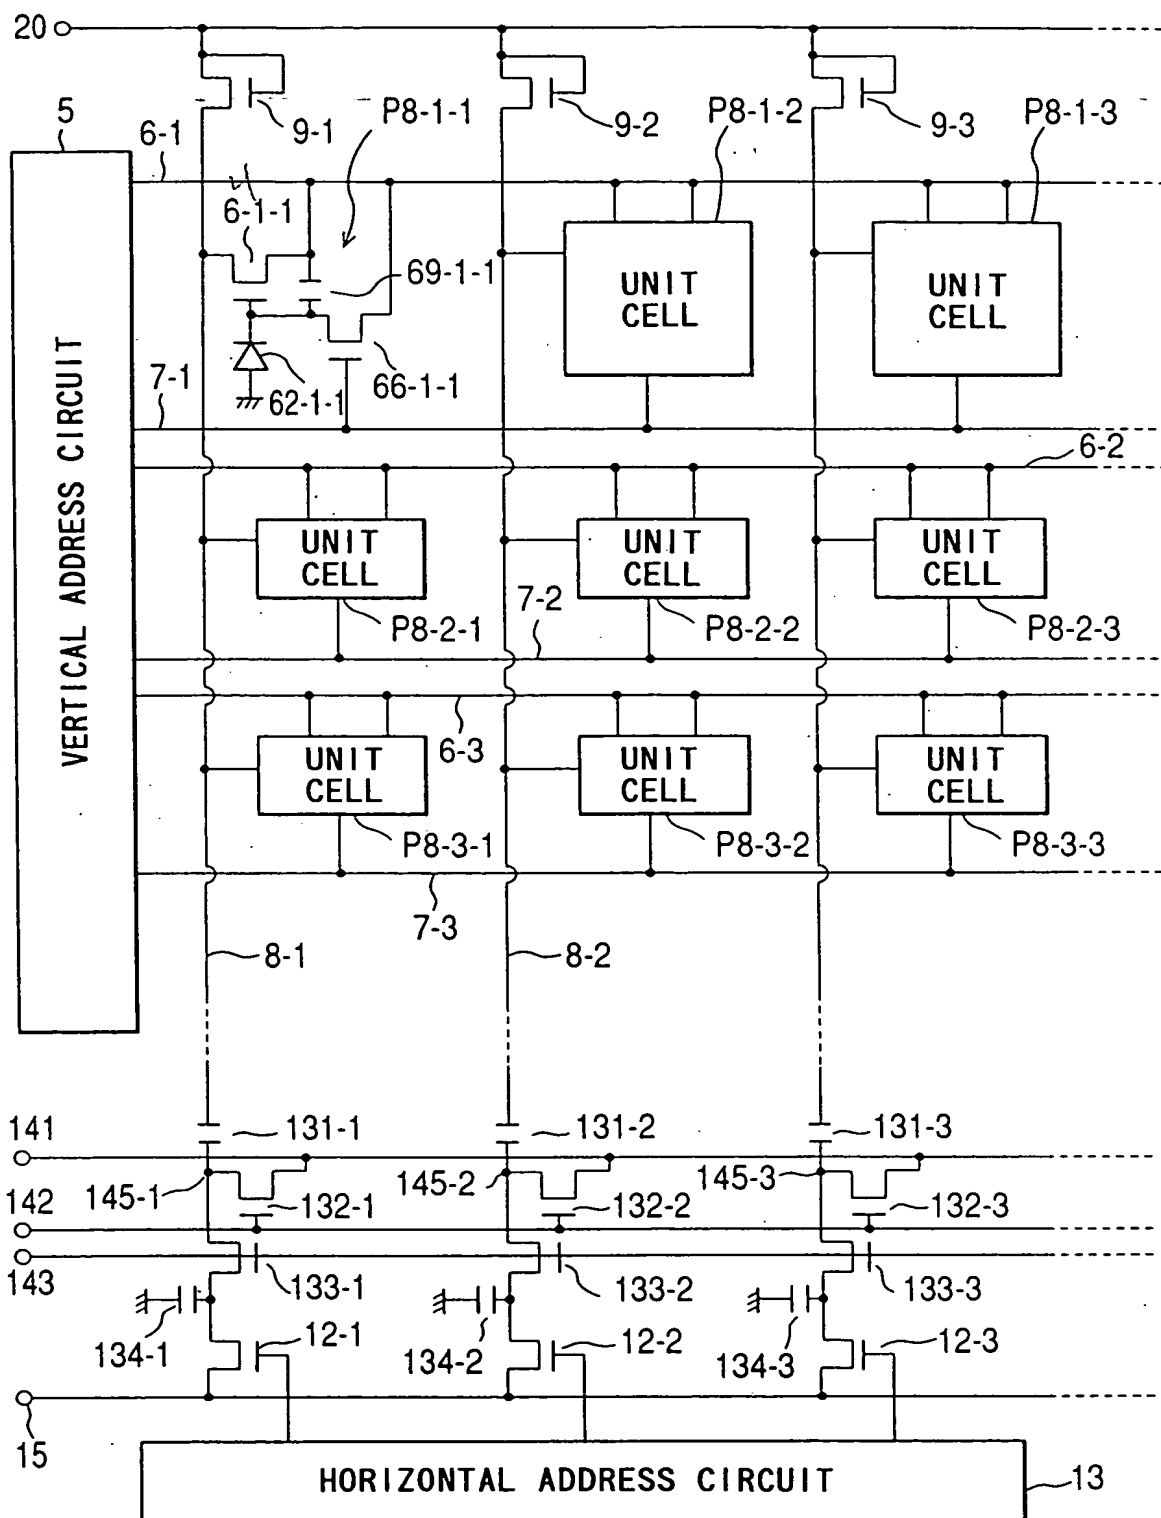 20
9-1
P8-1-1
9-2
P8-1-2
9-3
P8-1-3
5
6-1
6-1-1
69-1-1
UNIT
CELL
UNIT
CELL
7-1
62-1-1
66-1-1
VERTICAL ADDRESS CIRCUIT
6-2
UNIT
CELL
UNIT
CELL
UNIT
CELL
P8-2-1
7-2
P8-2-2
P8-2-3
6-3
UNIT
CELL
UNIT
CELL
UNIT
CELL
P8-3-1
P8-3-2
P8-3-3
7-3
8-1
8-2
141
131-1
131-2
131-3
145-1
145-2
145-3
142
132-1
132-2
132-3
143
133-1
133-2
133-3
134-1
12-1
134-2
12-2
134-3
12-3
15
HORIZONTAL ADDRESS CIRCUIT
13